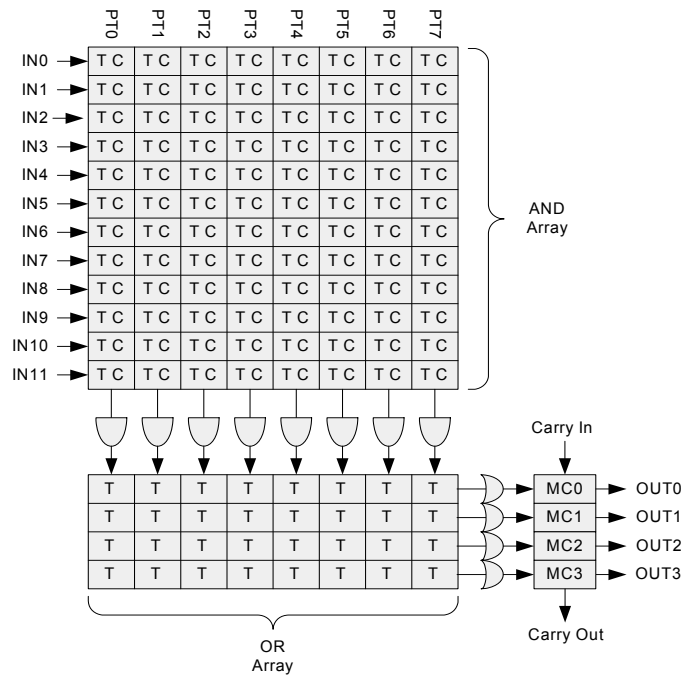 PT0 PT1 PT2 PT3 PT4 PT5 PT6 PT7
IN0 T C T C T C T C T C T C T C T C
IN1 T C T C T C T C T C T C T C T C
IN2 T C T C T C T C T C T C T C T C
IN3 T C T C T C T C T C T C T C T C
IN4 T C T C T C T C T C T C T C T C
IN5 T C T C T C T C T C T C T C T C
IN6 T C T C T C T C T C T C T C T C
IN7 T C T C T C T C T C T C T C T C
IN8 T C T C T C T C T C T C T C T C
IN9 T C T C T C T C T C T C T C T C
IN10 T C T C T C T C T C T C T C T C
IN11 T C T C T C T C T C T C T C T C
AND
Array
Carry In
T T T T T T T T MC0 OUT0
T T T T T T T T MC1 OUT1
T T T T T T T T MC2 OUT2
T T T T T T T T MC3 OUT3
Carry Out
OR
Array